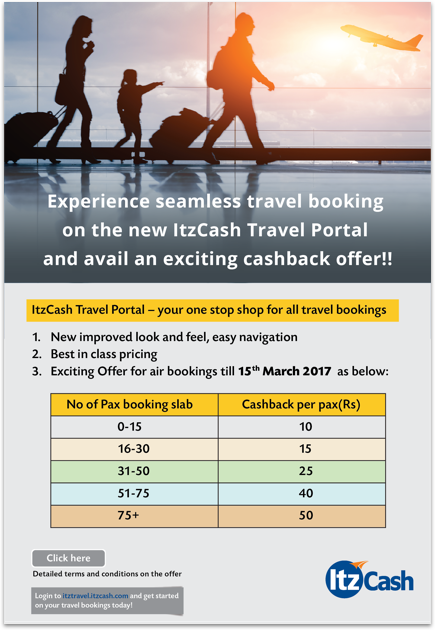 Experience seamless travel booking
on the new ItzCash Travel Portal
and avail an exciting cashback offer!!
ItzCash Travel Portal – your one stop shop for all travel bookings
1. New improved look and feel, easy navigation
2. Best in class pricing
3. Exciting Offer for air bookings till 15th March 2017 as below:
No of Pax booking slab Cashback per pax(Rs)
0-15 10
16-30 15
31-50 25
51-75 40
75+ 50
Click here
Detailed terms and conditions on the offer
Login to itztravel.itzcash.com and get started
on your travel bookings today!
ItzCash